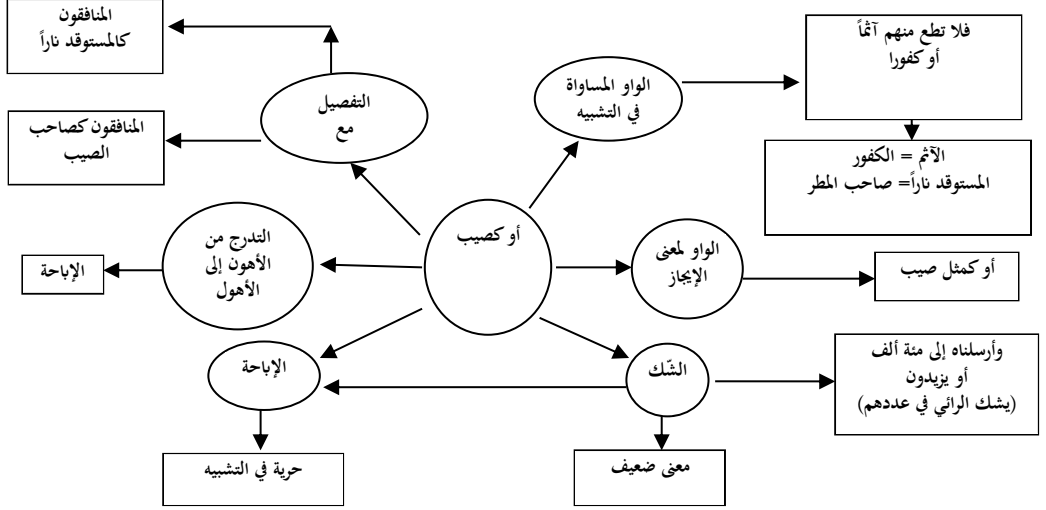 فلا تطع منهم آثماً
أو كفورا
الواو المساواة
في التشبيه
الآثم = الكفور
المستوقد ناراً= صاحب المطر
المنافقون
كالمستوقد ناراً
التفصيل
مع
المنافقون كصاحب
الصيب
أو كصيب
الواو لمعنى
الإيجاز
أو كمثل صيب
التدرج من
الأهون إلى
الأهول
الإباحة
وأرسلناه إلى مئة ألف
أو يزيدون
(يشك الرائي في عددهم)
الشّك
الإباحة
معنى ضعيف
حرية في التشبيه